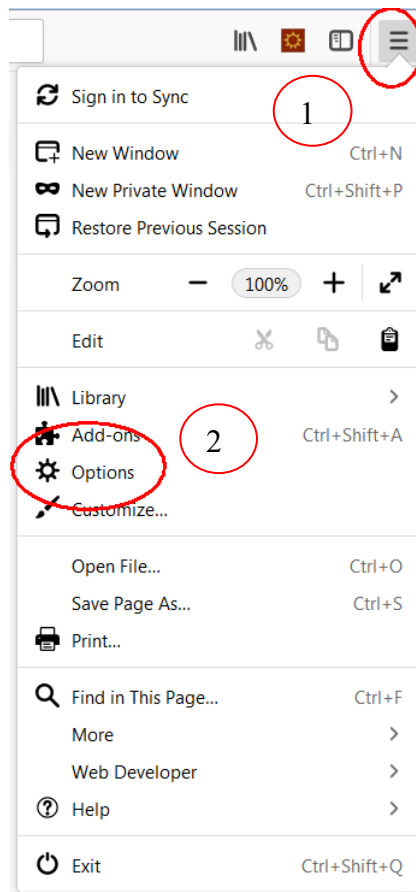 Sign in to Sync
1
New Window Ctrl+N
New Private Window Ctrl+Shift+P
Restore Previous Session
Zoom 100%
Edit
Library
Add-ons Ctrl+Shift+A
2
Options
Customize...
Open File... Ctrl+O
Save Page As... Ctrl+S
Print...
Find in This Page... Ctrl+F
More
Web Developer
Help
Exit Ctrl+Shift+Q